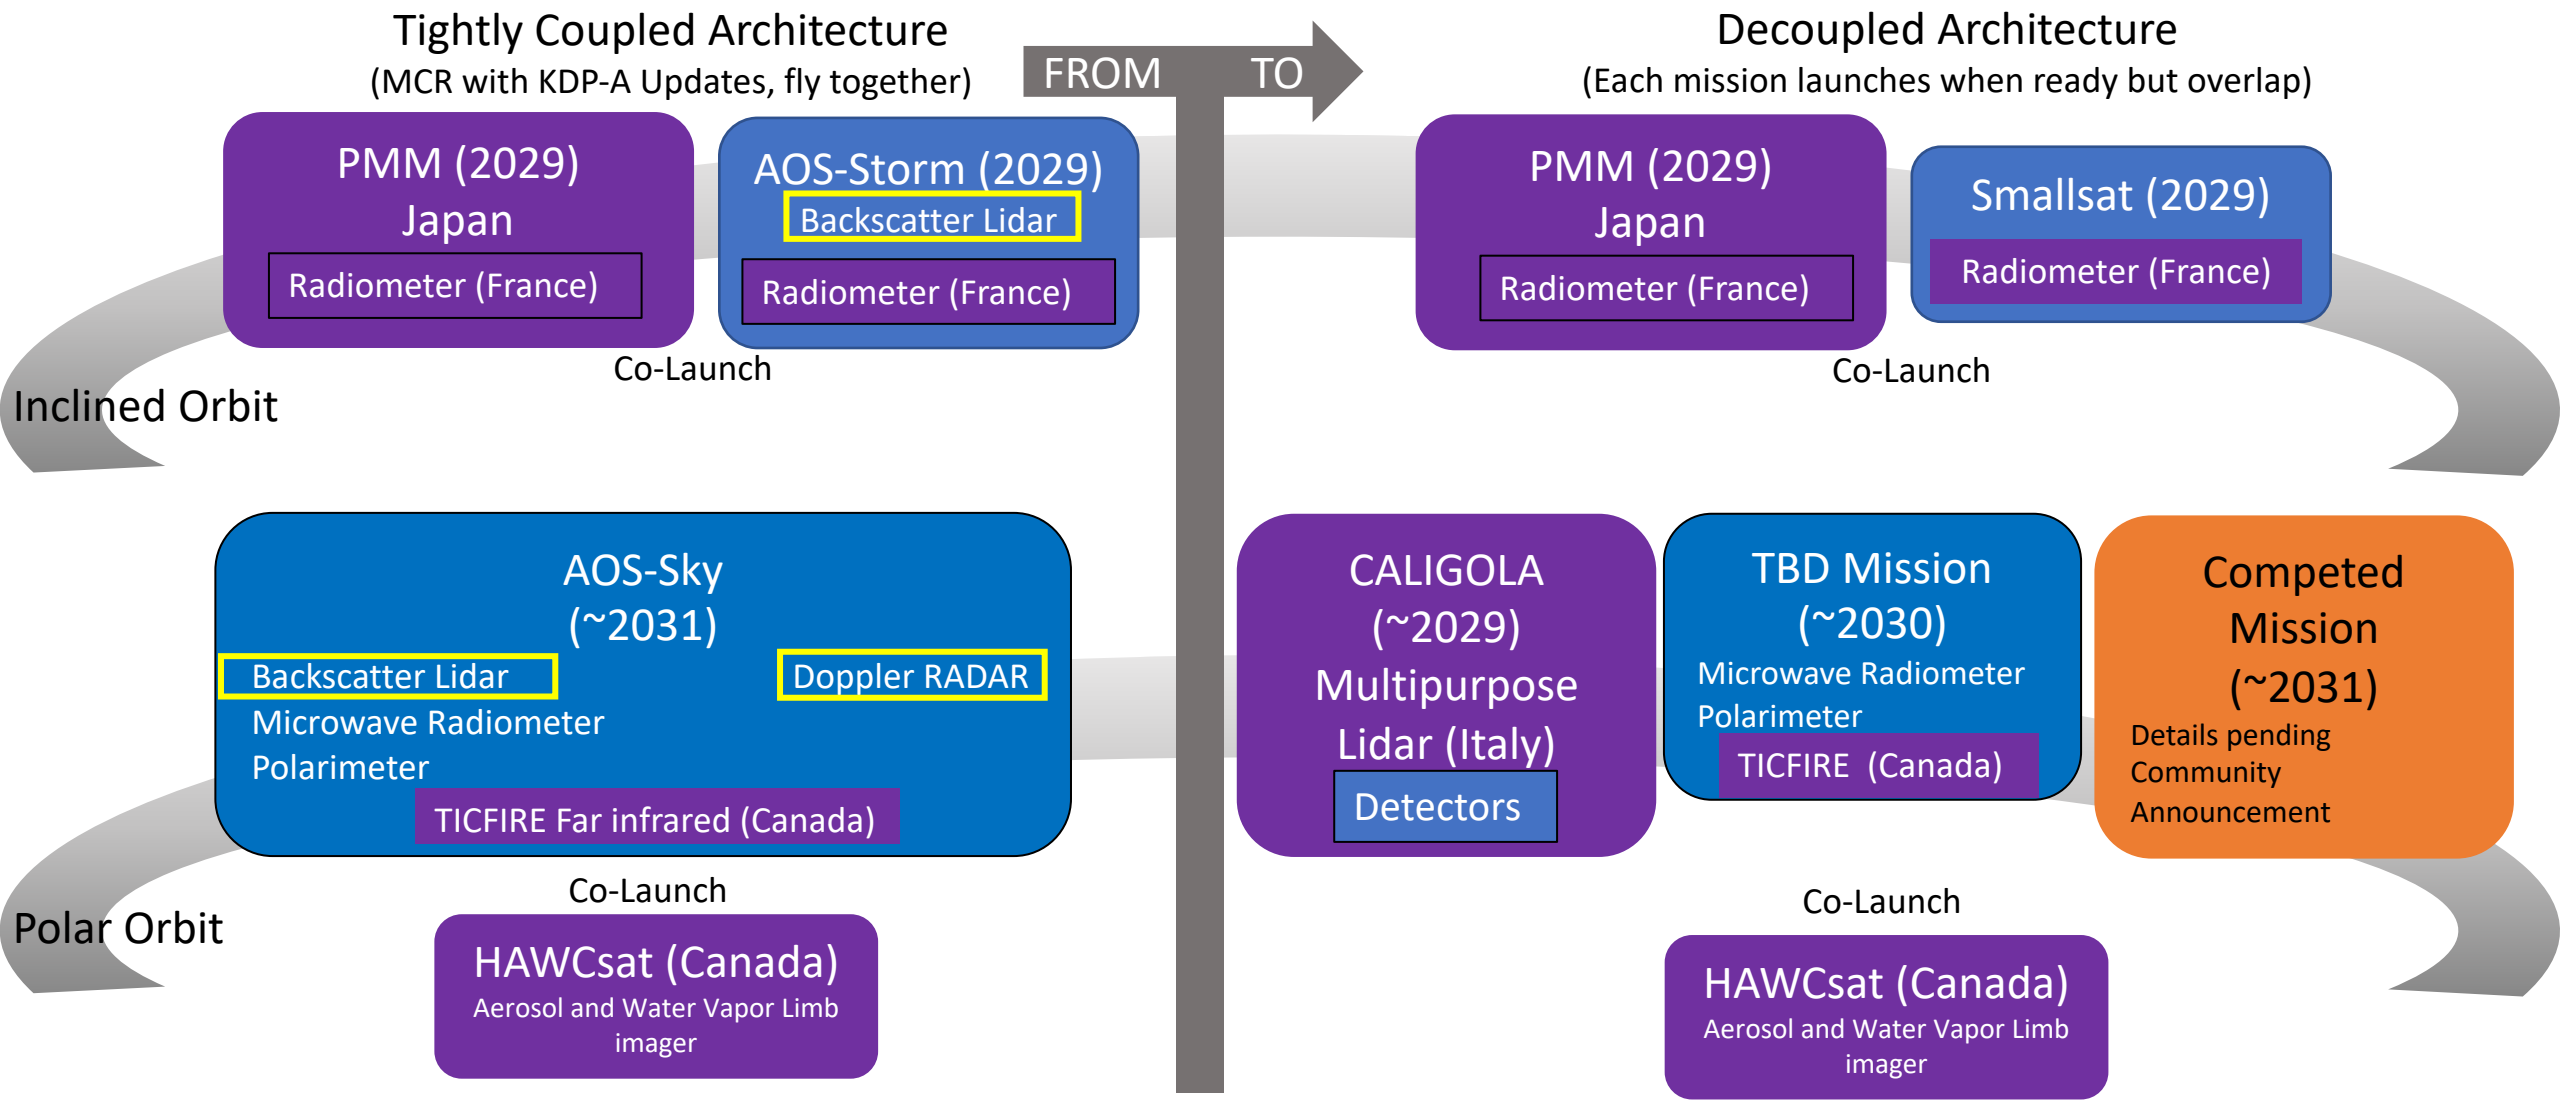 Tightly Coupled Architecture
(MCR with KDP-A Updates, fly together)
FROM TO
Decoupled Architecture
(Each mission launches when ready but overlap)
PMM (2029)
Japan
Radiometer (France)
AOS-Storm (2029)
Backscatter Lidar
Radiometer (France)
Co-Launch
PMM (2029)
Japan
Radiometer (France)
Smallsat (2029)
Radiometer (France)
Co-Launch
Inclined Orbit
AOS-Sky
(~2031)
Backscatter Lidar
Doppler RADAR
Microwave Radiometer
Polarimeter
TICFIRE Far infrared (Canada)
Co-Launch
HAWCsat (Canada)
Aerosol and Water Vapor Limb
imager
Polar Orbit
CALIGOLA
(~2029)
Multipurpose
Lidar (Italy)
Detectors
TBD Mission
(~2030)
Microwave Radiometer
Polarimeter
TICFIRE (Canada)
Competed
Mission
(~2031)
Details pending
Community
Announcement
Co-Launch
HAWCsat (Canada)
Aerosol and Water Vapor Limb
imager